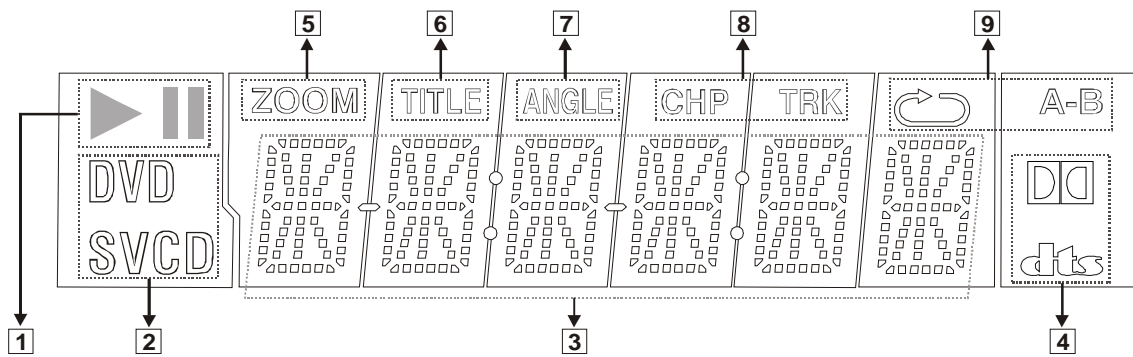 5 6 7 8 9
ZOOM TITLE ANGLE CHP TRK A-B
DVD
SVCD
dts
1 2 3 4